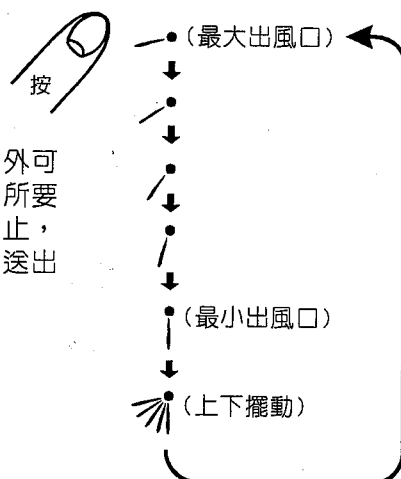 (最大出風口)
按
外可
所要
止，
送出
(最小出風口)
(上下擺動)